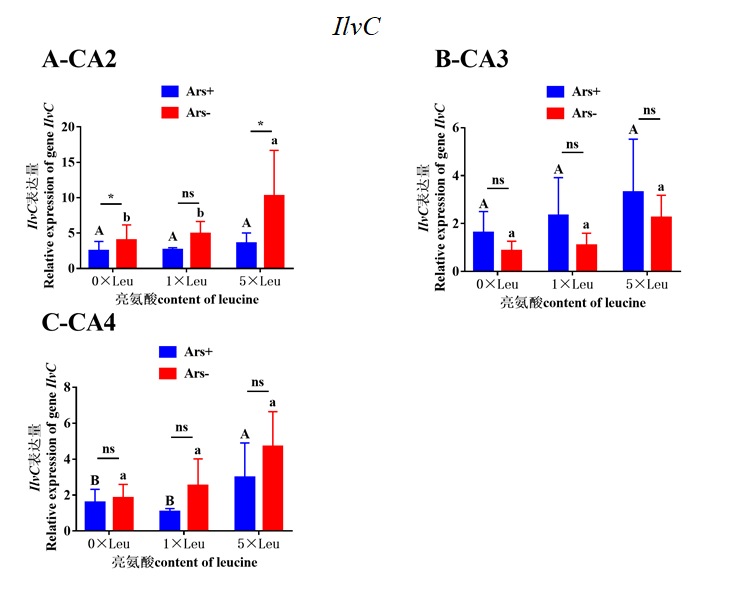 IlvC
A-CA2
Ars+
Ars-
IlvC表达量
Relative expression of gene IlvC
20
15
10
5
0
* ns *
A b A b A a
0×Leu 1×Leu 5×Leu
亮氨酸content of leucine
B-CA3
Ars+
Ars-
IlvC表达量
Relative expression of gene IlvC
6
4
2
0
ns ns ns
A a A a A a
0×Leu 1×Leu 5×Leu
亮氨酸content of leucine
C-CA4
Ars+
Ars-
IlvC表达量
Relative expression of gene IlvC
8
6
4
2
0
ns ns ns
B a B a A a
0×Leu 1×Leu 5×Leu
亮氨酸content of leucine